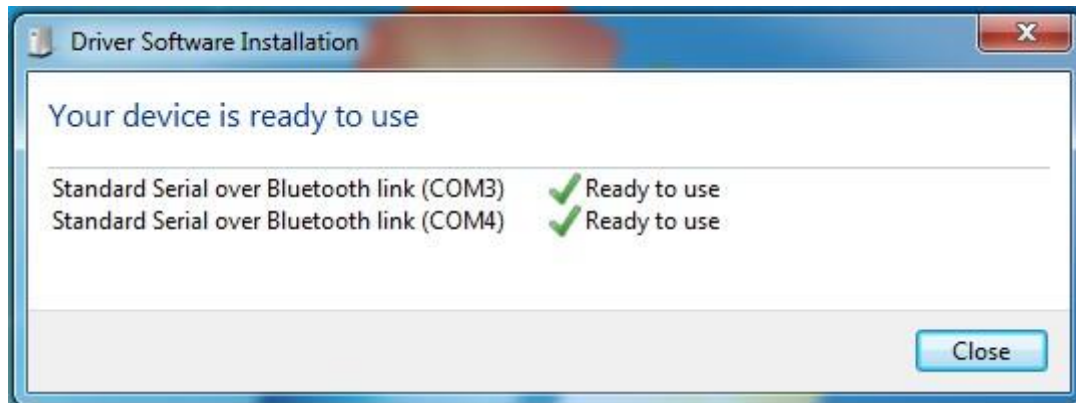 Driver Software Installation
Your device is ready to use
Standard Serial over Bluetooth link (COM3) Ready to use
Standard Serial over Bluetooth link (COM4) Ready to use
Close